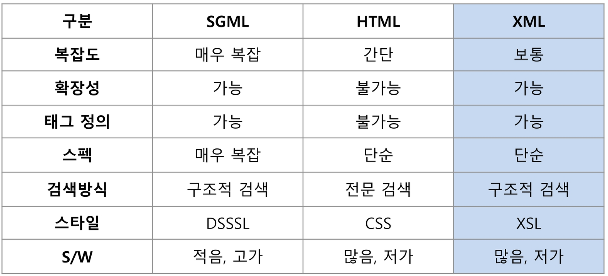 구분 SGML HTML XML
복잡도 매우 복잡 간단 보통
확장성 가능 불가능 가능
태그 정의 가능 불가능 가능
스펙 매우 복잡 단순 단순
검색방식 구조적 검색 전문 검색 구조적 검색
스타일 DSSSL CSS XSL
S/W 적음, 고가 많음, 저가 많음, 저가